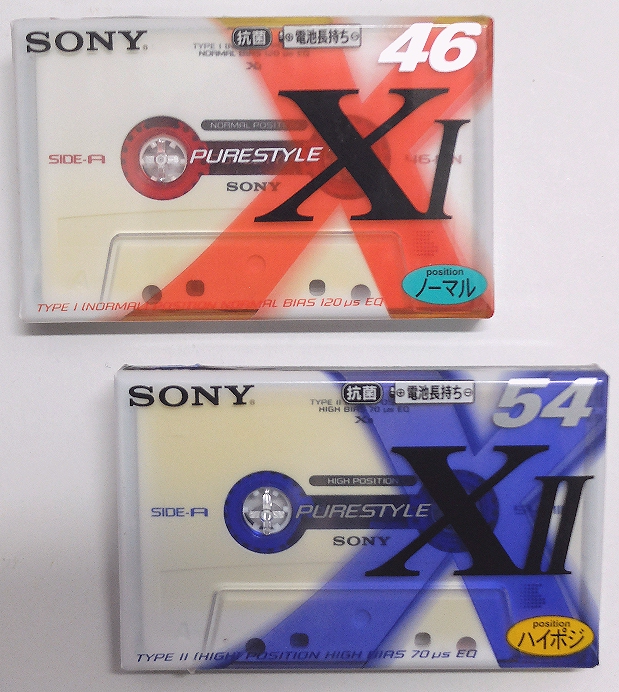 SONY
抗菌
⊕電池長持ち⊖
46
TYPE I
XI
NORMAL POSITION
SIDE-A
PURESTYLE
SONY
position
ノーマル
TYPE I (NORMAL) POSITION NORMAL BIAS 120 µs EQ
SONY
抗菌
⊕電池長持ち⊖
54
TYPE II
HIGH BIAS 70 µs EQ
XII
HIGH POSITION
SIDE-A
PURESTYLE
SONY
position
ハイポジ
TYPE II (HIGH) POSITION HIGH BIAS 70 µs EQ